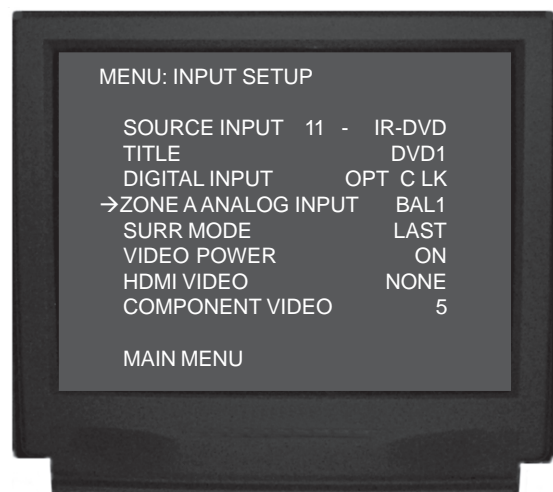 MENU: INPUT SETUP
SOURCE INPUT 11 - IR-DVD
TITLE DVD1
DIGITAL INPUT OPT C LK
→ZONE A ANALOG INPUT BAL1
SURR MODE LAST
VIDEO POWER ON
HDMI VIDEO NONE
COMPONENT VIDEO 5
MAIN MENU